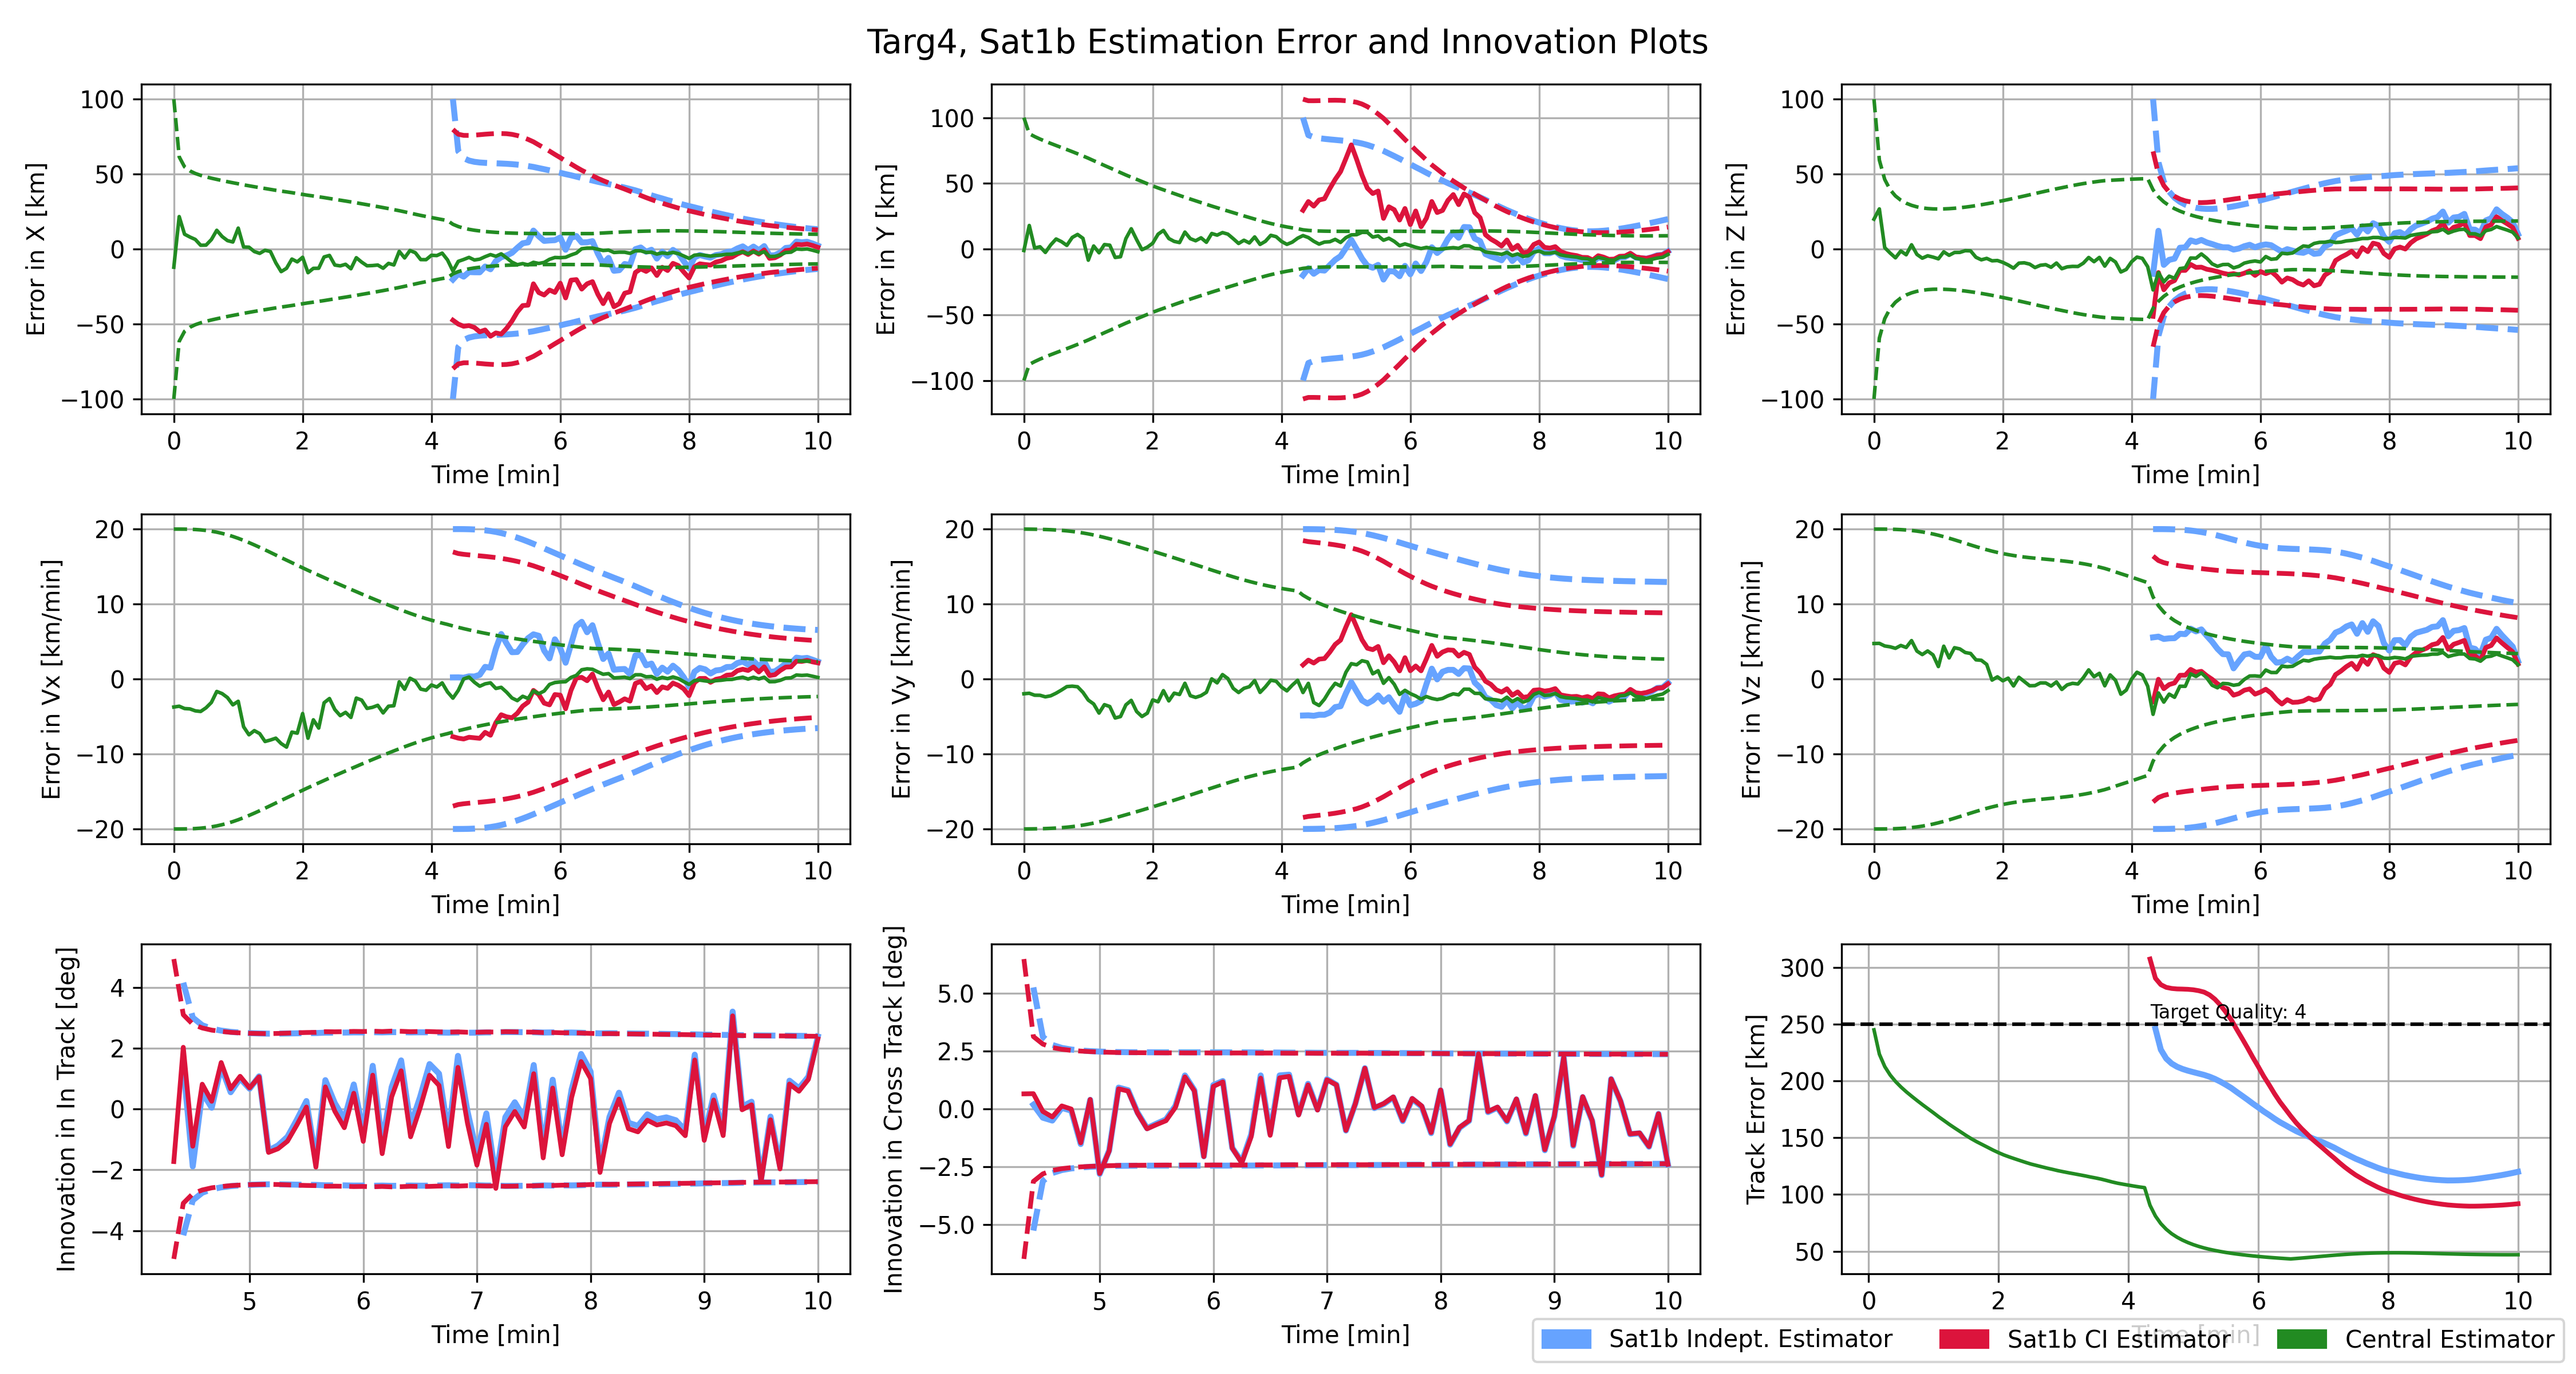 Targ4, Sat1b Estimation Error and Innovation Plots
Error in X [km]
100
50
0
−50
−100
0 2 4 6 8 10
Time [min]
Error in Y [km]
100
50
0
−50
−100
0 2 4 6 8 10
Time [min]
Error in Z [km]
100
50
0
−50
−100
0 2 4 6 8 10
Time [min]
Error in Vx [km/min]
20
10
0
−10
−20
0 2 4 6 8 10
Time [min]
Error in Vy [km/min]
20
10
0
−10
−20
0 2 4 6 8 10
Time [min]
Error in Vz [km/min]
20
10
0
−10
−20
0 2 4 6 8 10
Time [min]
Innovation in In Track [deg]
4
2
0
−2
−4
5 6 7 8 9 10
Time [min]
Innovation in Cross Track [deg]
5.0
2.5
0.0
−2.5
−5.0
5 6 7 8 9 10
Time [min]
Track Error [km]
300
250
200
150
100
50
Target Quality: 4
0 2 4 6 8 10
Time [min]
Sat1b Indept. Estimator
Sat1b CI Estimator
Central Estimator